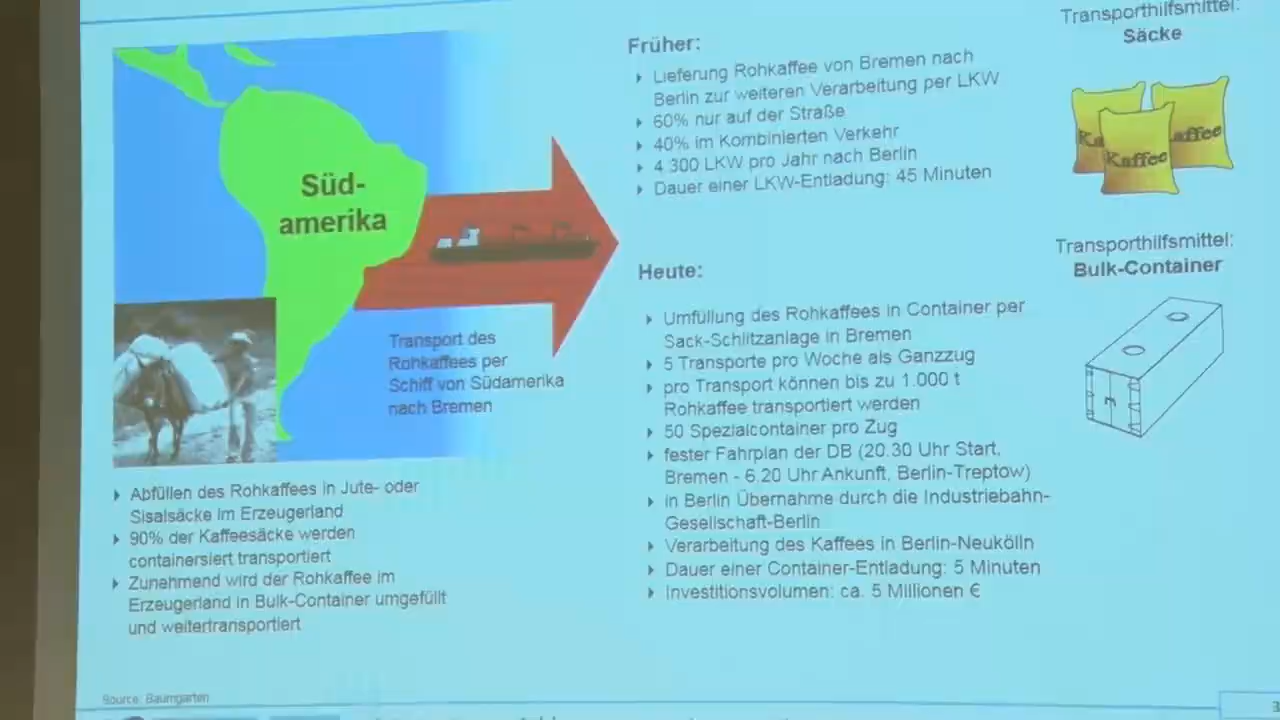 Süd-
amerika
Transport des
Rohkaffees per
Schiff von Südamerika
nach Bremen
Abfüllen des Rohkaffees in Jute- oder
Sisalsäcke im Erzeugerland
90% der Kaffeesäcke werden
containersiert transportiert
Zunehmend wird der Rohkaffee im
Erzeugerland in Bulk-Container umgefüllt
und weitertransportiert
Früher:
Lieferung Rohkaffee von Bremen nach
Berlin zur weiteren Verarbeitung per LKW
60% nur auf der Straße
40% im Kombinierten Verkehr
4.300 LKW pro Jahr nach Berlin
Dauer einer LKW-Entladung: 45 Minuten
Heute:
Umfüllung des Rohkaffees in Container per
Sack-Schlitzanlage in Bremen
5 Transporte pro Woche als Ganzzug
pro Transport können bis zu 1.000 t
Rohkaffee transportiert werden
50 Spezialcontainer pro Zug
fester Fahrplan der DB (20.30 Uhr Start,
Bremen - 6.20 Uhr Ankunft, Berlin-Treptow)
in Berlin Übernahme durch die Industriebahn-
Gesellschaft-Berlin
Verarbeitung des Kaffees in Berlin-Neukölln
Dauer einer Container-Entladung: 5 Minuten
Investitionsvolumen: ca. 5 Millionen €
Transporthilfsmittel:
Säcke
Ka
Kaffee
affee
Transporthilfsmittel:
Bulk-Container
Source: Baumgarten